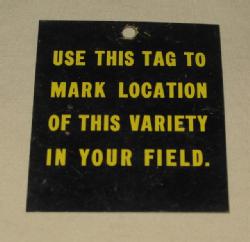 USE THIS TAG TO
MARK LOCATION
OF THIS VARIETY
IN YOUR FIELD.